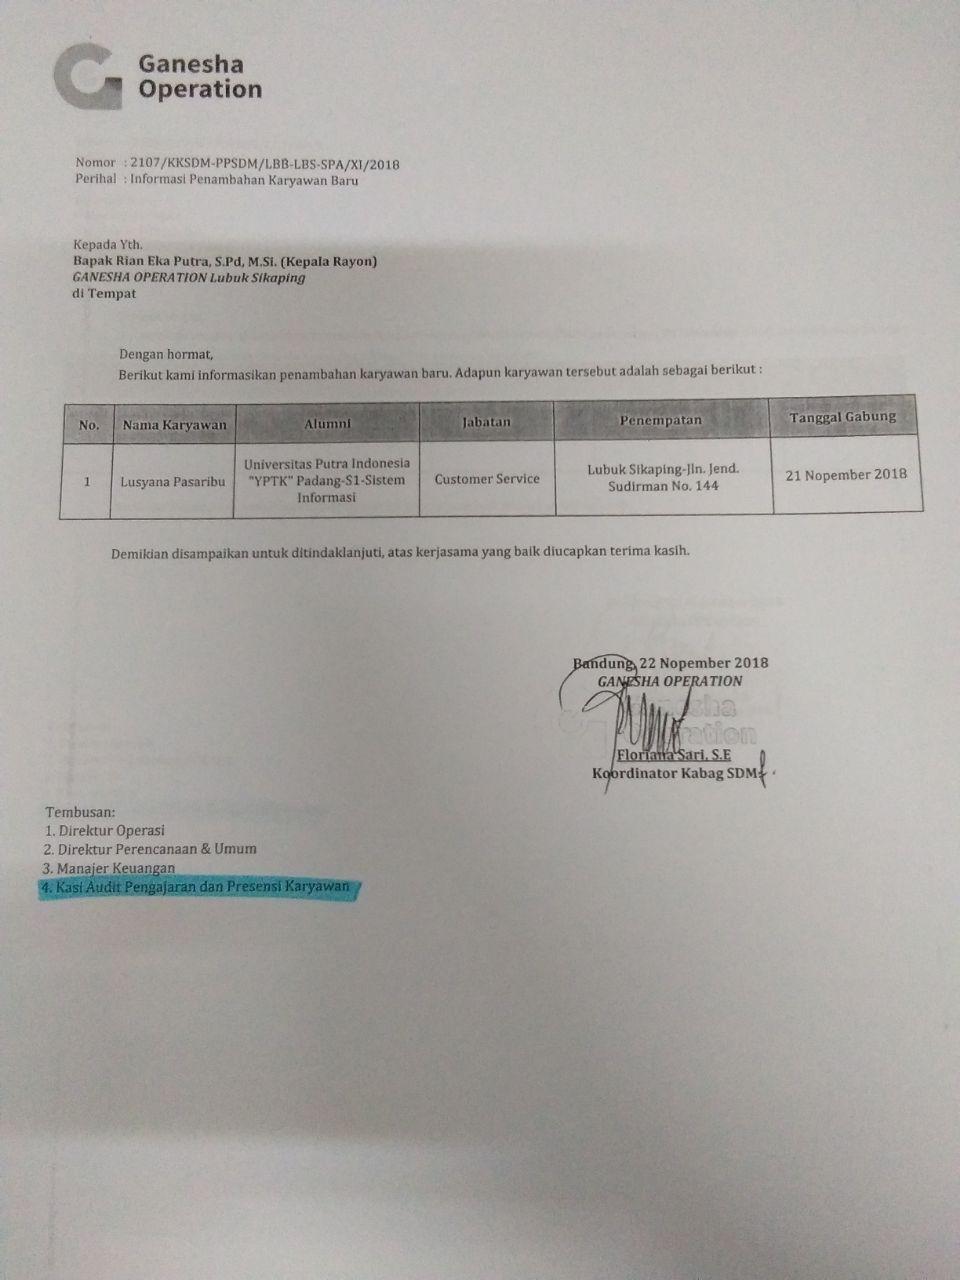 Ganesha
Operation
Nomor : 2107/KKSDM-PPSDM/LBB-LBS-SPA/XI/2018
Perihal : Informasi Penambahan Karyawan Baru
Kepada Yth.
Bapak Rian Eka Putra, S.Pd, M.Si. (Kepala Rayon)
GANESHA OPERATION Lubuk Sikaping
di Tempat
Dengan hormat,
Berikut kami informasikan penambahan karyawan baru. Adapun karyawan tersebut adalah sebagai berikut :
No. Nama Karyawan Alumni Jabatan Penempatan Tanggal Gabung
1 Lusyana Pasaribu Universitas Putra Indonesia "YPTK" Padang-S1-Sistem Informasi Customer Service Lubuk Sikaping-Jln. Jend. Sudirman No. 144 21 Nopember 2018
Demikian disampaikan untuk ditindaklanjuti, atas kerjasama yang baik diucapkan terima kasih.
Bandung, 22 Nopember 2018
GANESHA OPERATION
Ganesha
Operation
Floriana Sari, S.E
Koordinator Kabag SDM
Tembusan:
1. Direktur Operasi
2. Direktur Perencanaan & Umum
3. Manajer Keuangan
4. Kasi Audit Pengajaran dan Presensi Karyawan